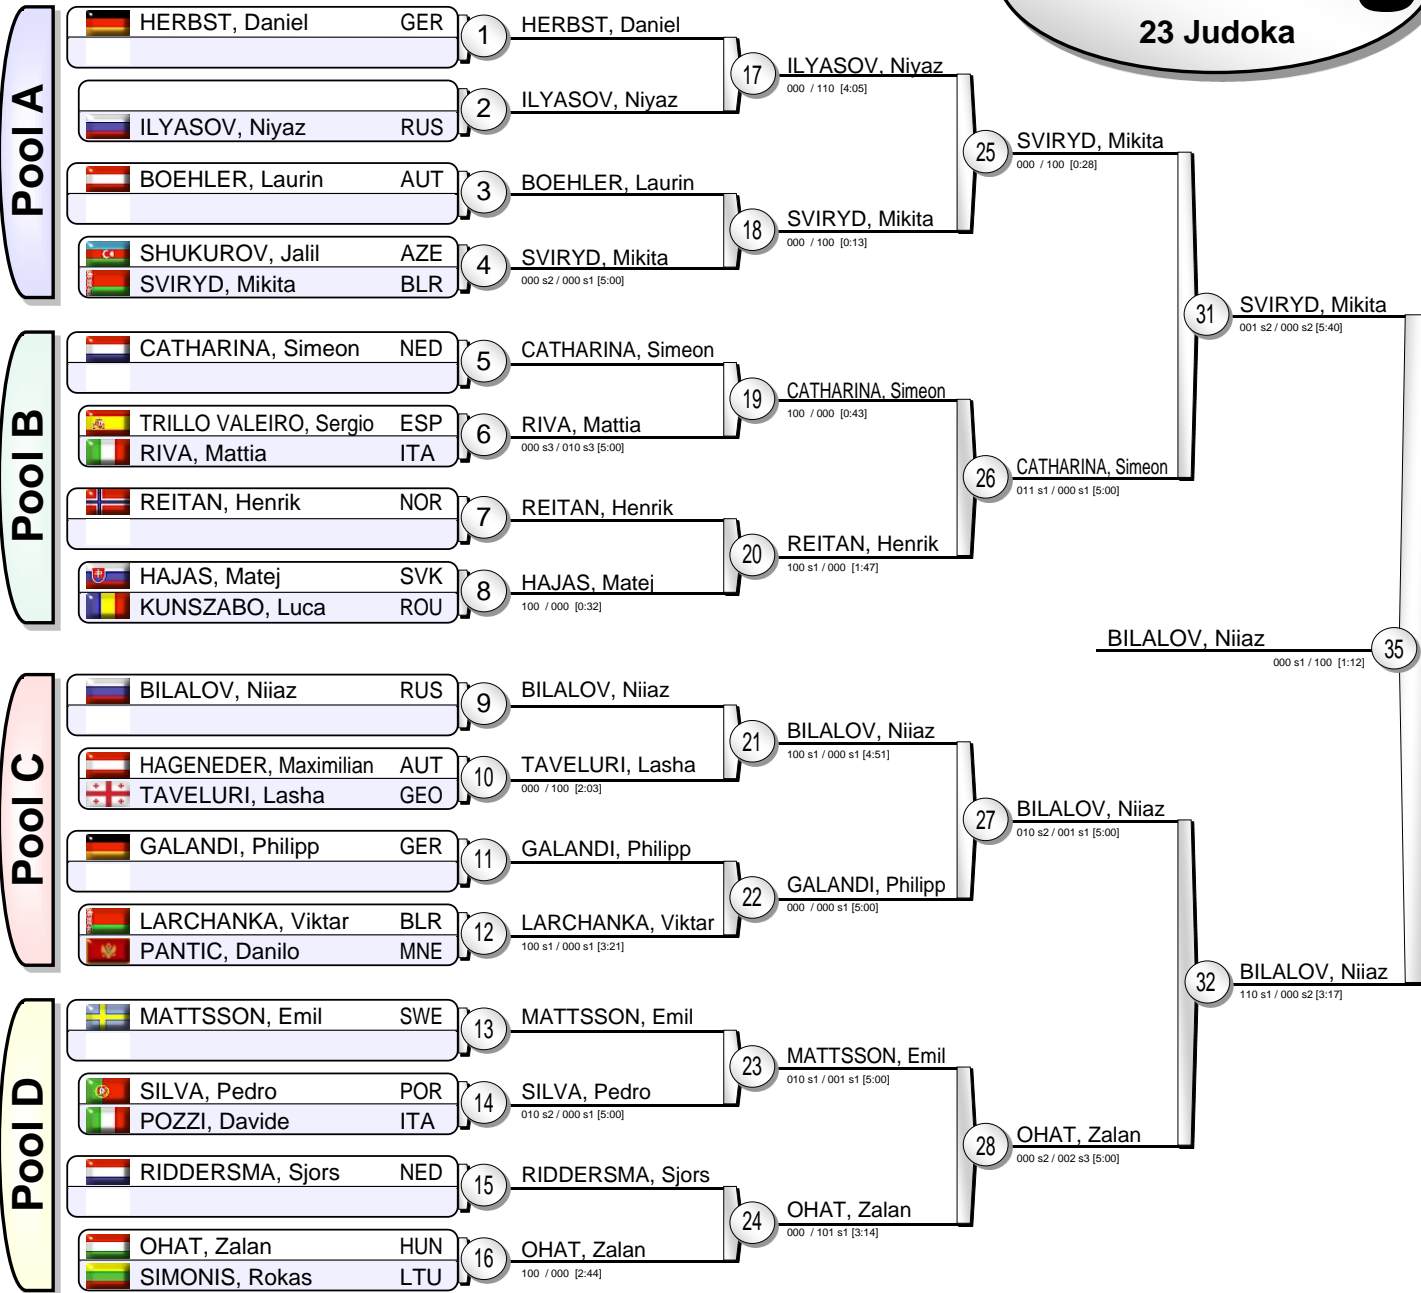 23 Judoka
Pool A
HERBST, Daniel GER
1
HERBST, Daniel
ILYASOV, Niyaz RUS
2
ILYASOV, Niyaz
17
ILYASOV, Niyaz
000 / 110 [4:05]
BOEHLER, Laurin AUT
3
BOEHLER, Laurin
SHUKUROV, Jalil AZE
SVIRYD, Mikita BLR
4
SVIRYD, Mikita
000 s2 / 000 s1 [5:00]
18
SVIRYD, Mikita
000 / 100 [0:13]
25
SVIRYD, Mikita
000 / 100 [0:28]
Pool B
CATHARINA, Simeon NED
5
CATHARINA, Simeon
TRILLO VALEIRO, Sergio ESP
RIVA, Mattia ITA
6
RIVA, Mattia
000 s3 / 010 s3 [5:00]
19
CATHARINA, Simeon
100 / 000 [0:43]
REITAN, Henrik NOR
7
REITAN, Henrik
HAJAS, Matej SVK
KUNSZABO, Luca ROU
8
HAJAS, Matej
100 / 000 [0:32]
20
REITAN, Henrik
100 s1 / 000 [1:47]
26
CATHARINA, Simeon
011 s1 / 000 s1 [5:00]
31
SVIRYD, Mikita
001 s2 / 000 s2 [5:40]
BILALOV, Niiaz
000 s1 / 100 [1:12]
35
Pool C
BILALOV, Niiaz RUS
9
BILALOV, Niiaz
HAGENEDER, Maximilian AUT
TAVELURI, Lasha GEO
10
TAVELURI, Lasha
000 / 100 [2:03]
21
BILALOV, Niiaz
100 s1 / 000 s1 [4:51]
GALANDI, Philipp GER
11
GALANDI, Philipp
LARCHANKA, Viktar BLR
PANTIC, Danilo MNE
12
LARCHANKA, Viktar
100 s1 / 000 s1 [3:21]
22
GALANDI, Philipp
000 / 000 s1 [5:00]
27
BILALOV, Niiaz
010 s2 / 001 s1 [5:00]
Pool D
MATTSSON, Emil SWE
13
MATTSSON, Emil
SILVA, Pedro POR
POZZI, Davide ITA
14
SILVA, Pedro
010 s2 / 000 s1 [5:00]
23
MATTSSON, Emil
010 s1 / 001 s1 [5:00]
RIDDERSMA, Sjors NED
15
RIDDERSMA, Sjors
OHAT, Zalan HUN
SIMONIS, Rokas LTU
16
OHAT, Zalan
100 / 000 [2:44]
24
OHAT, Zalan
000 / 101 s1 [3:14]
28
OHAT, Zalan
000 s2 / 002 s3 [5:00]
32
BILALOV, Niiaz
110 s1 / 000 s2 [3:17]